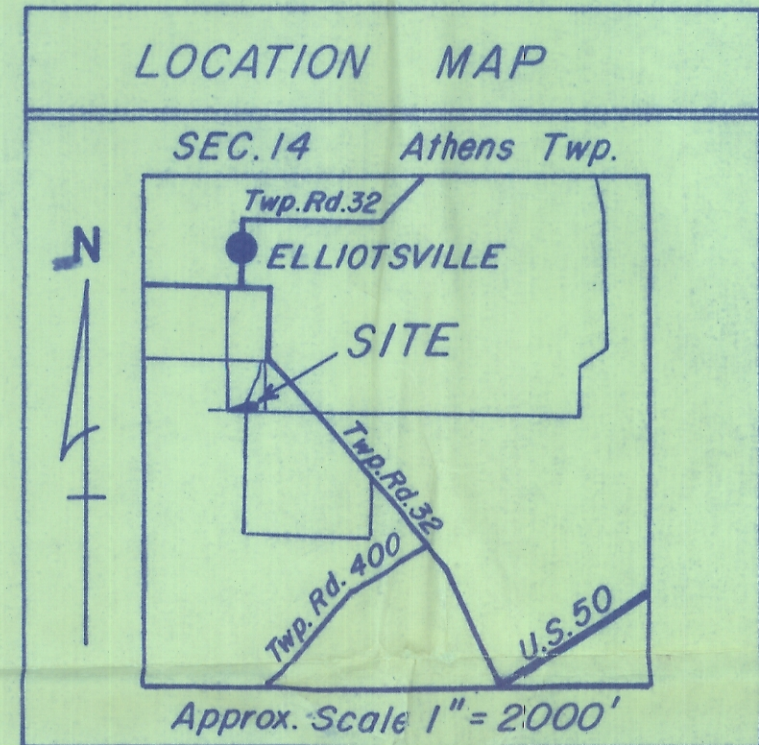 LOCATION MAP
SEC. 14 Athens Twp.
Twp. Rd. 32
N
ELLIOTSVILLE
SITE
Twp. Rd. 32
Twp. Rd. 400
U.S. 50
Approx. Scale 1" = 2000'